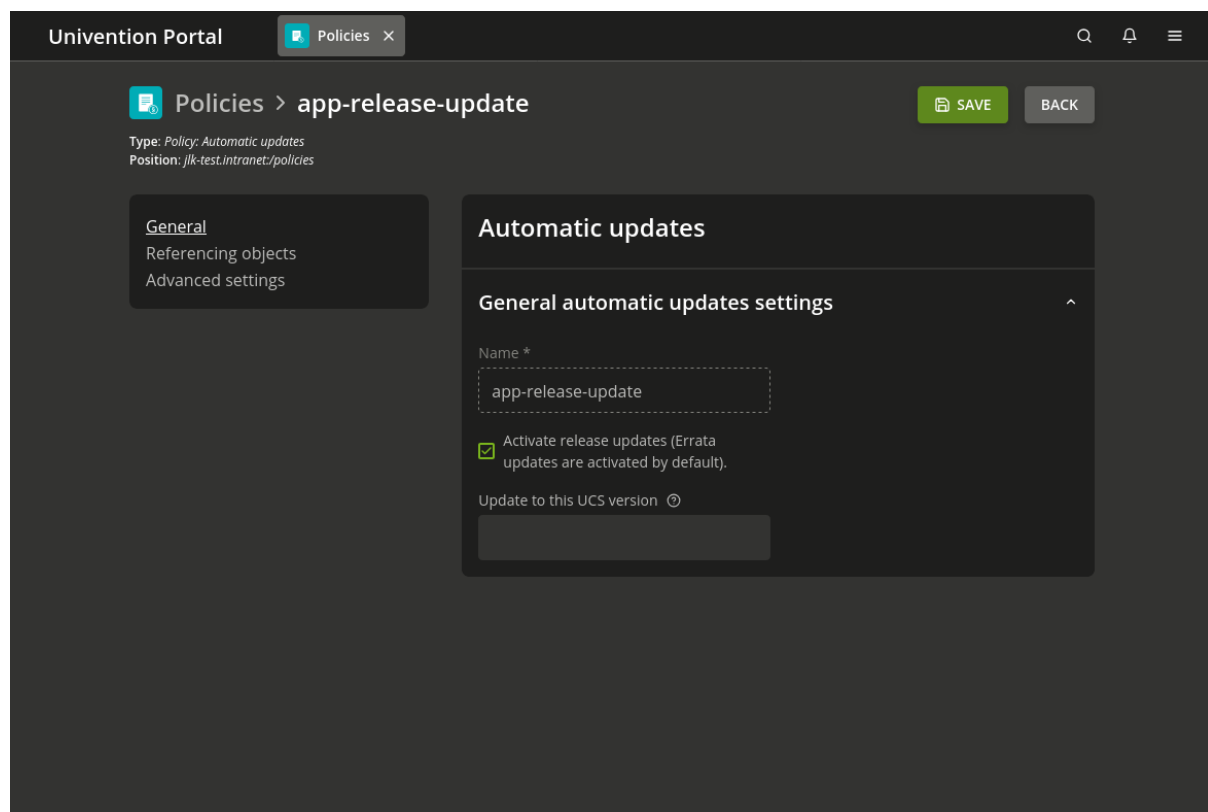 Univention Portal
Policies
Policies > app-release-update
SAVE
BACK
Type: Policy: Automatic updates
Position: jlk-test.intranet:/policies
General
Referencing objects
Advanced settings
Automatic updates
General automatic updates settings
Name *
app-release-update
Activate release updates (Errata
updates are activated by default).
Update to this UCS version